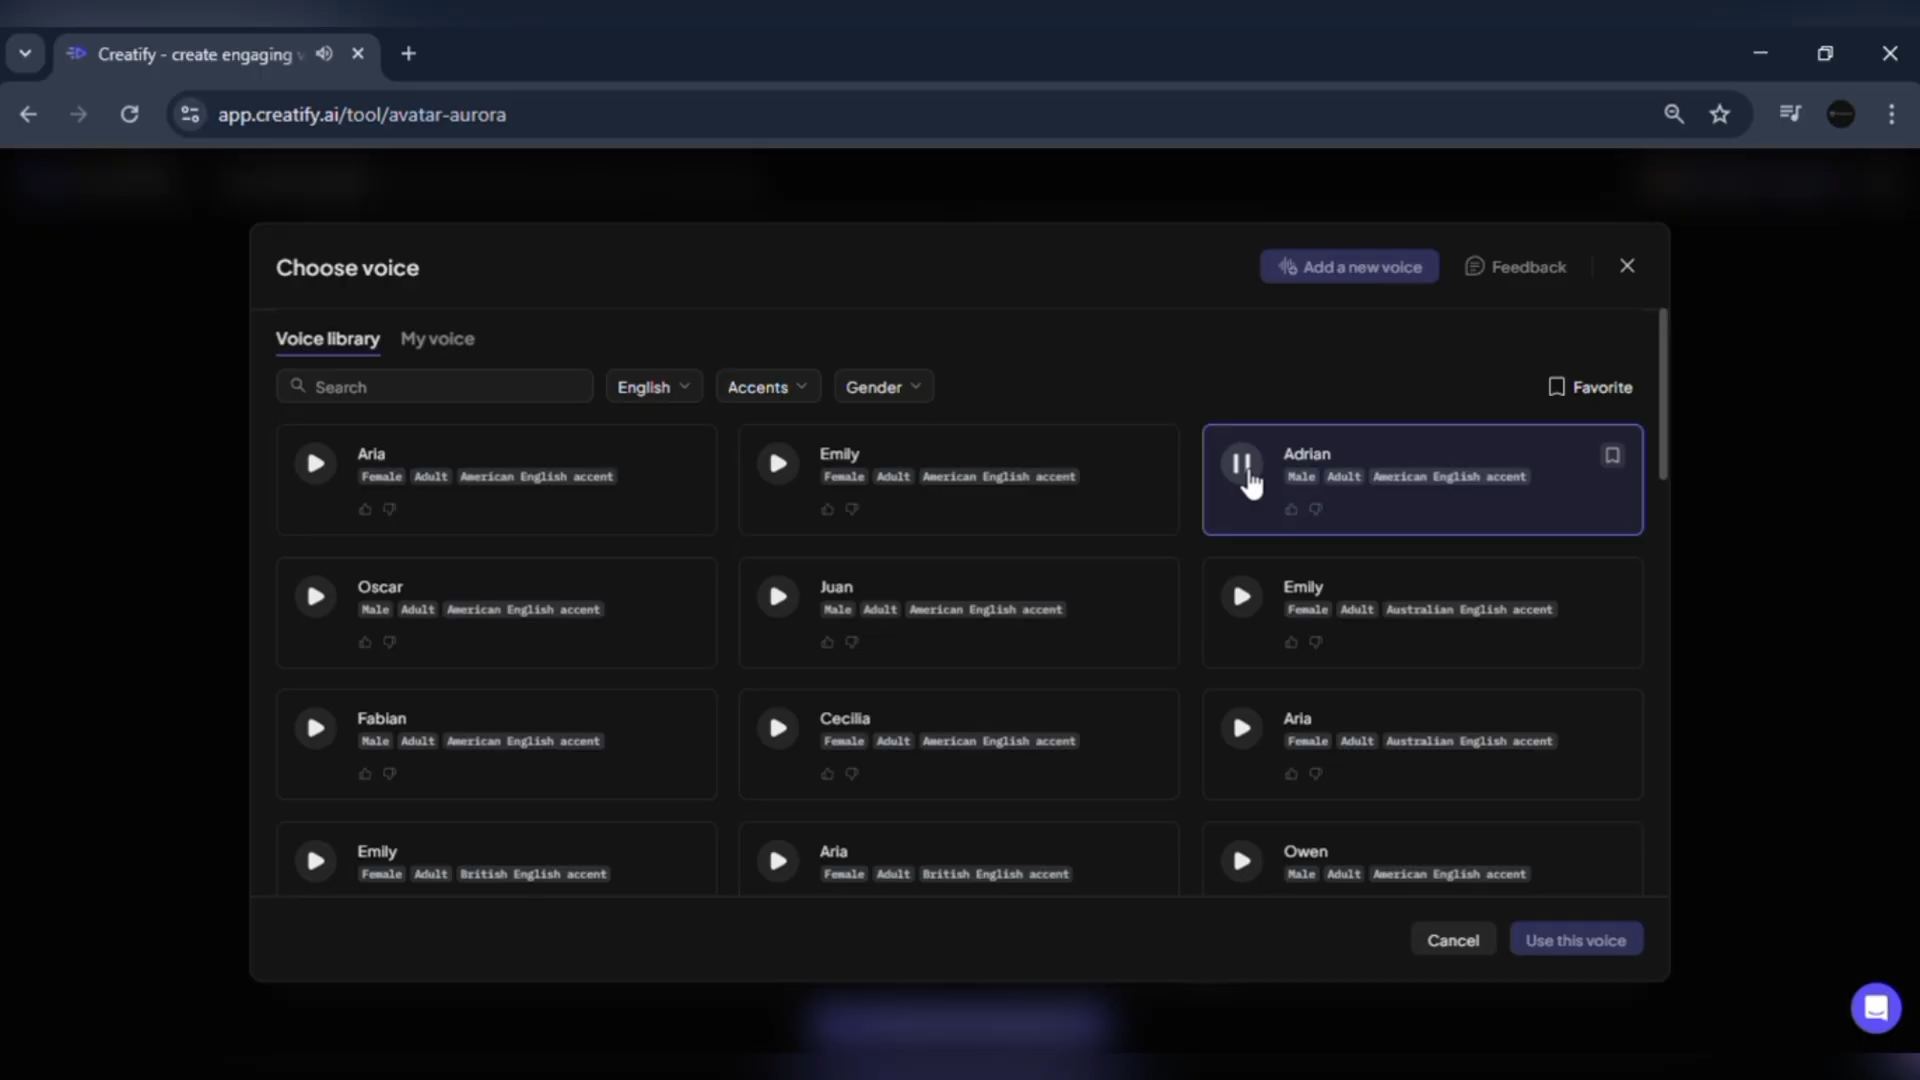 Creatify - create engaging
app.creatify.ai/tool/avatar-aurora
Choose voice
Add a new voice
Feedback
Voice library
My voice
Search
English
Accents
Gender
Favorite
Aria
Female Adult American English accent
Emily
Female Adult American English accent
Adrian
Male Adult American English accent
Oscar
Male Adult American English accent
Juan
Male Adult American English accent
Emily
Female Adult Australian English accent
Fabian
Male Adult American English accent
Cecilia
Female Adult American English accent
Aria
Female Adult Australian English accent
Emily
Female Adult British English accent
Aria
Female Adult British English accent
Owen
Male Adult American English accent
Cancel
Use this voice